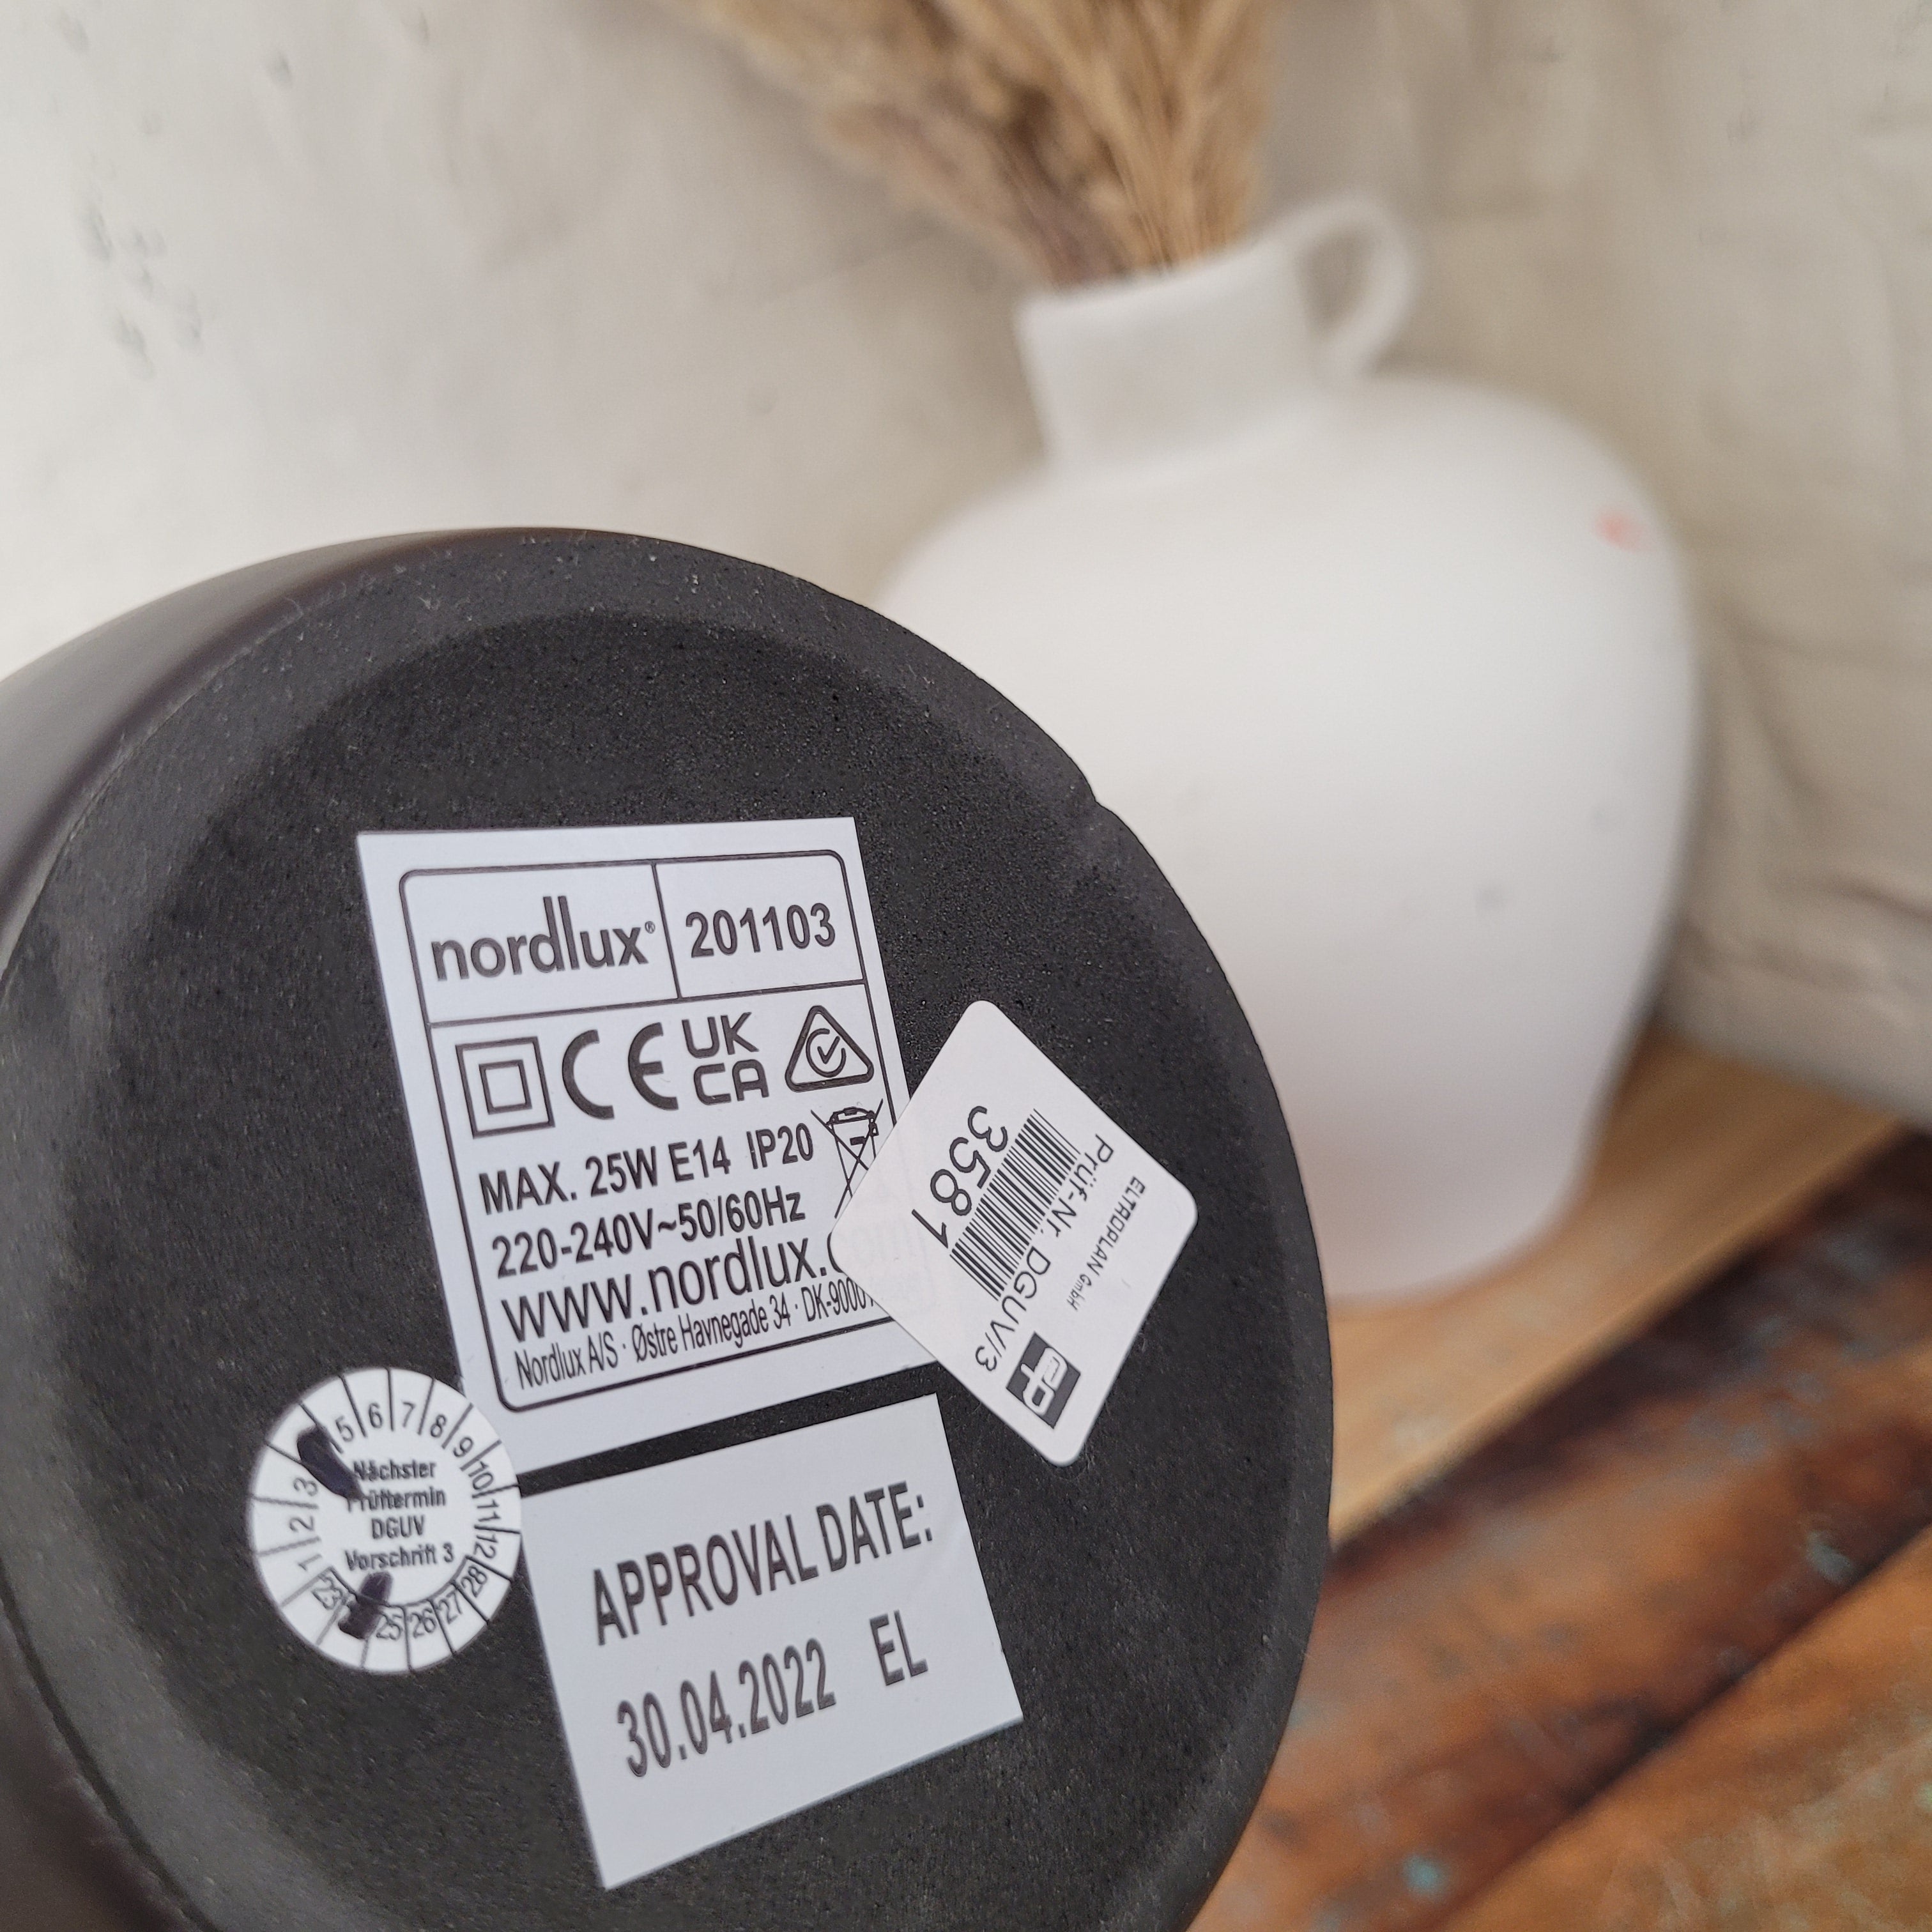 nordlux®
201103
CE UK CA
MAX. 25W E14 IP20
220-240V~50/60Hz
www.nordlux.
Nordlux A/S · Østre Havnegade 34 · DK-9000
ELTROPLAN GmbH
Prüf-Nr. DGUV/3
3581
5 6 7 8 9 10 11 12
3 2 1
Nächster
Prüftermin
DGUV
Vorschrift 3
23 25 26 27 28
APPROVAL DATE:
30.04.2022 EL